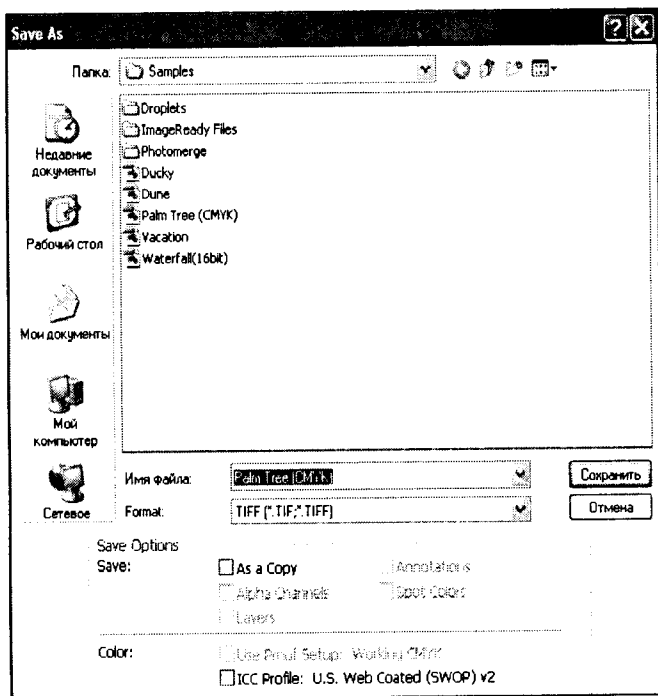 Save As
Папка: Samples
Droplets
ImageReady Files
Photomerge
Ducky
Dune
Palm Tree (CMYK)
Vacation
Waterfall(16bit)
Недавние
документы
Рабочий стол
Мои документы
Мой
компьютер
Сетевое
Имя файла: Palm Tree (CMYK) Сохранить
Format: TIFF (*.TIF;*.TIFF) Отмена
Save Options
Save: As a Copy Annotations
Alpha Channels Spot Colors
Layers
Color: Use Proof Setup: Working CMYK
ICC Profile: U.S. Web Coated (SWOP) v2